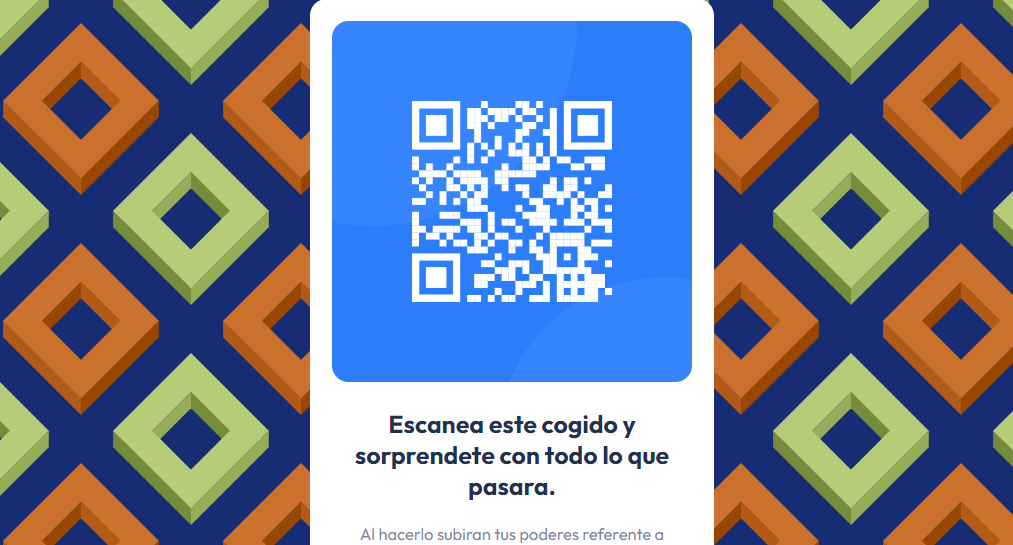 Escanea este cogido y
sorprendete con todo lo que
pasara.
Al hacerlo subiran tus poderes referente a